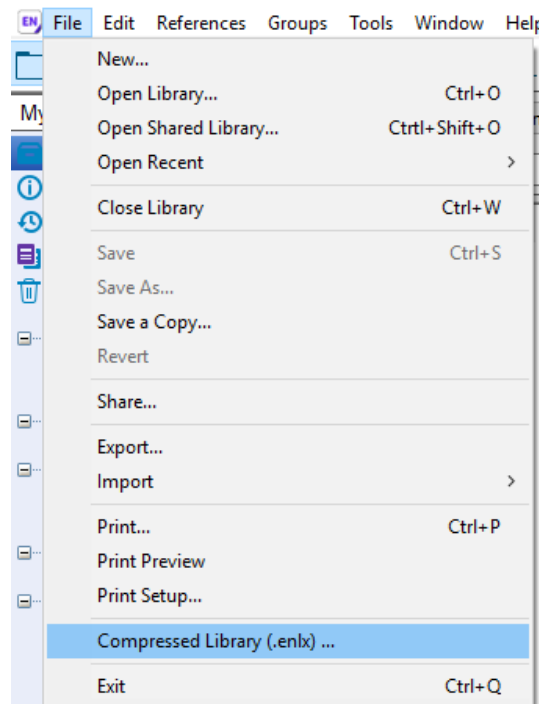 EN File Edit References Groups Tools Window Help
My
New...
Open Library... Ctrl+O
Open Shared Library... Ctrtl+Shift+O
Open Recent >
Close Library Ctrl+W
Save Ctrl+S
Save As...
Save a Copy...
Revert
Share...
Export...
Import >
Print... Ctrl+P
Print Preview
Print Setup...
Compressed Library (.enlx) ...
Exit Ctrl+Q